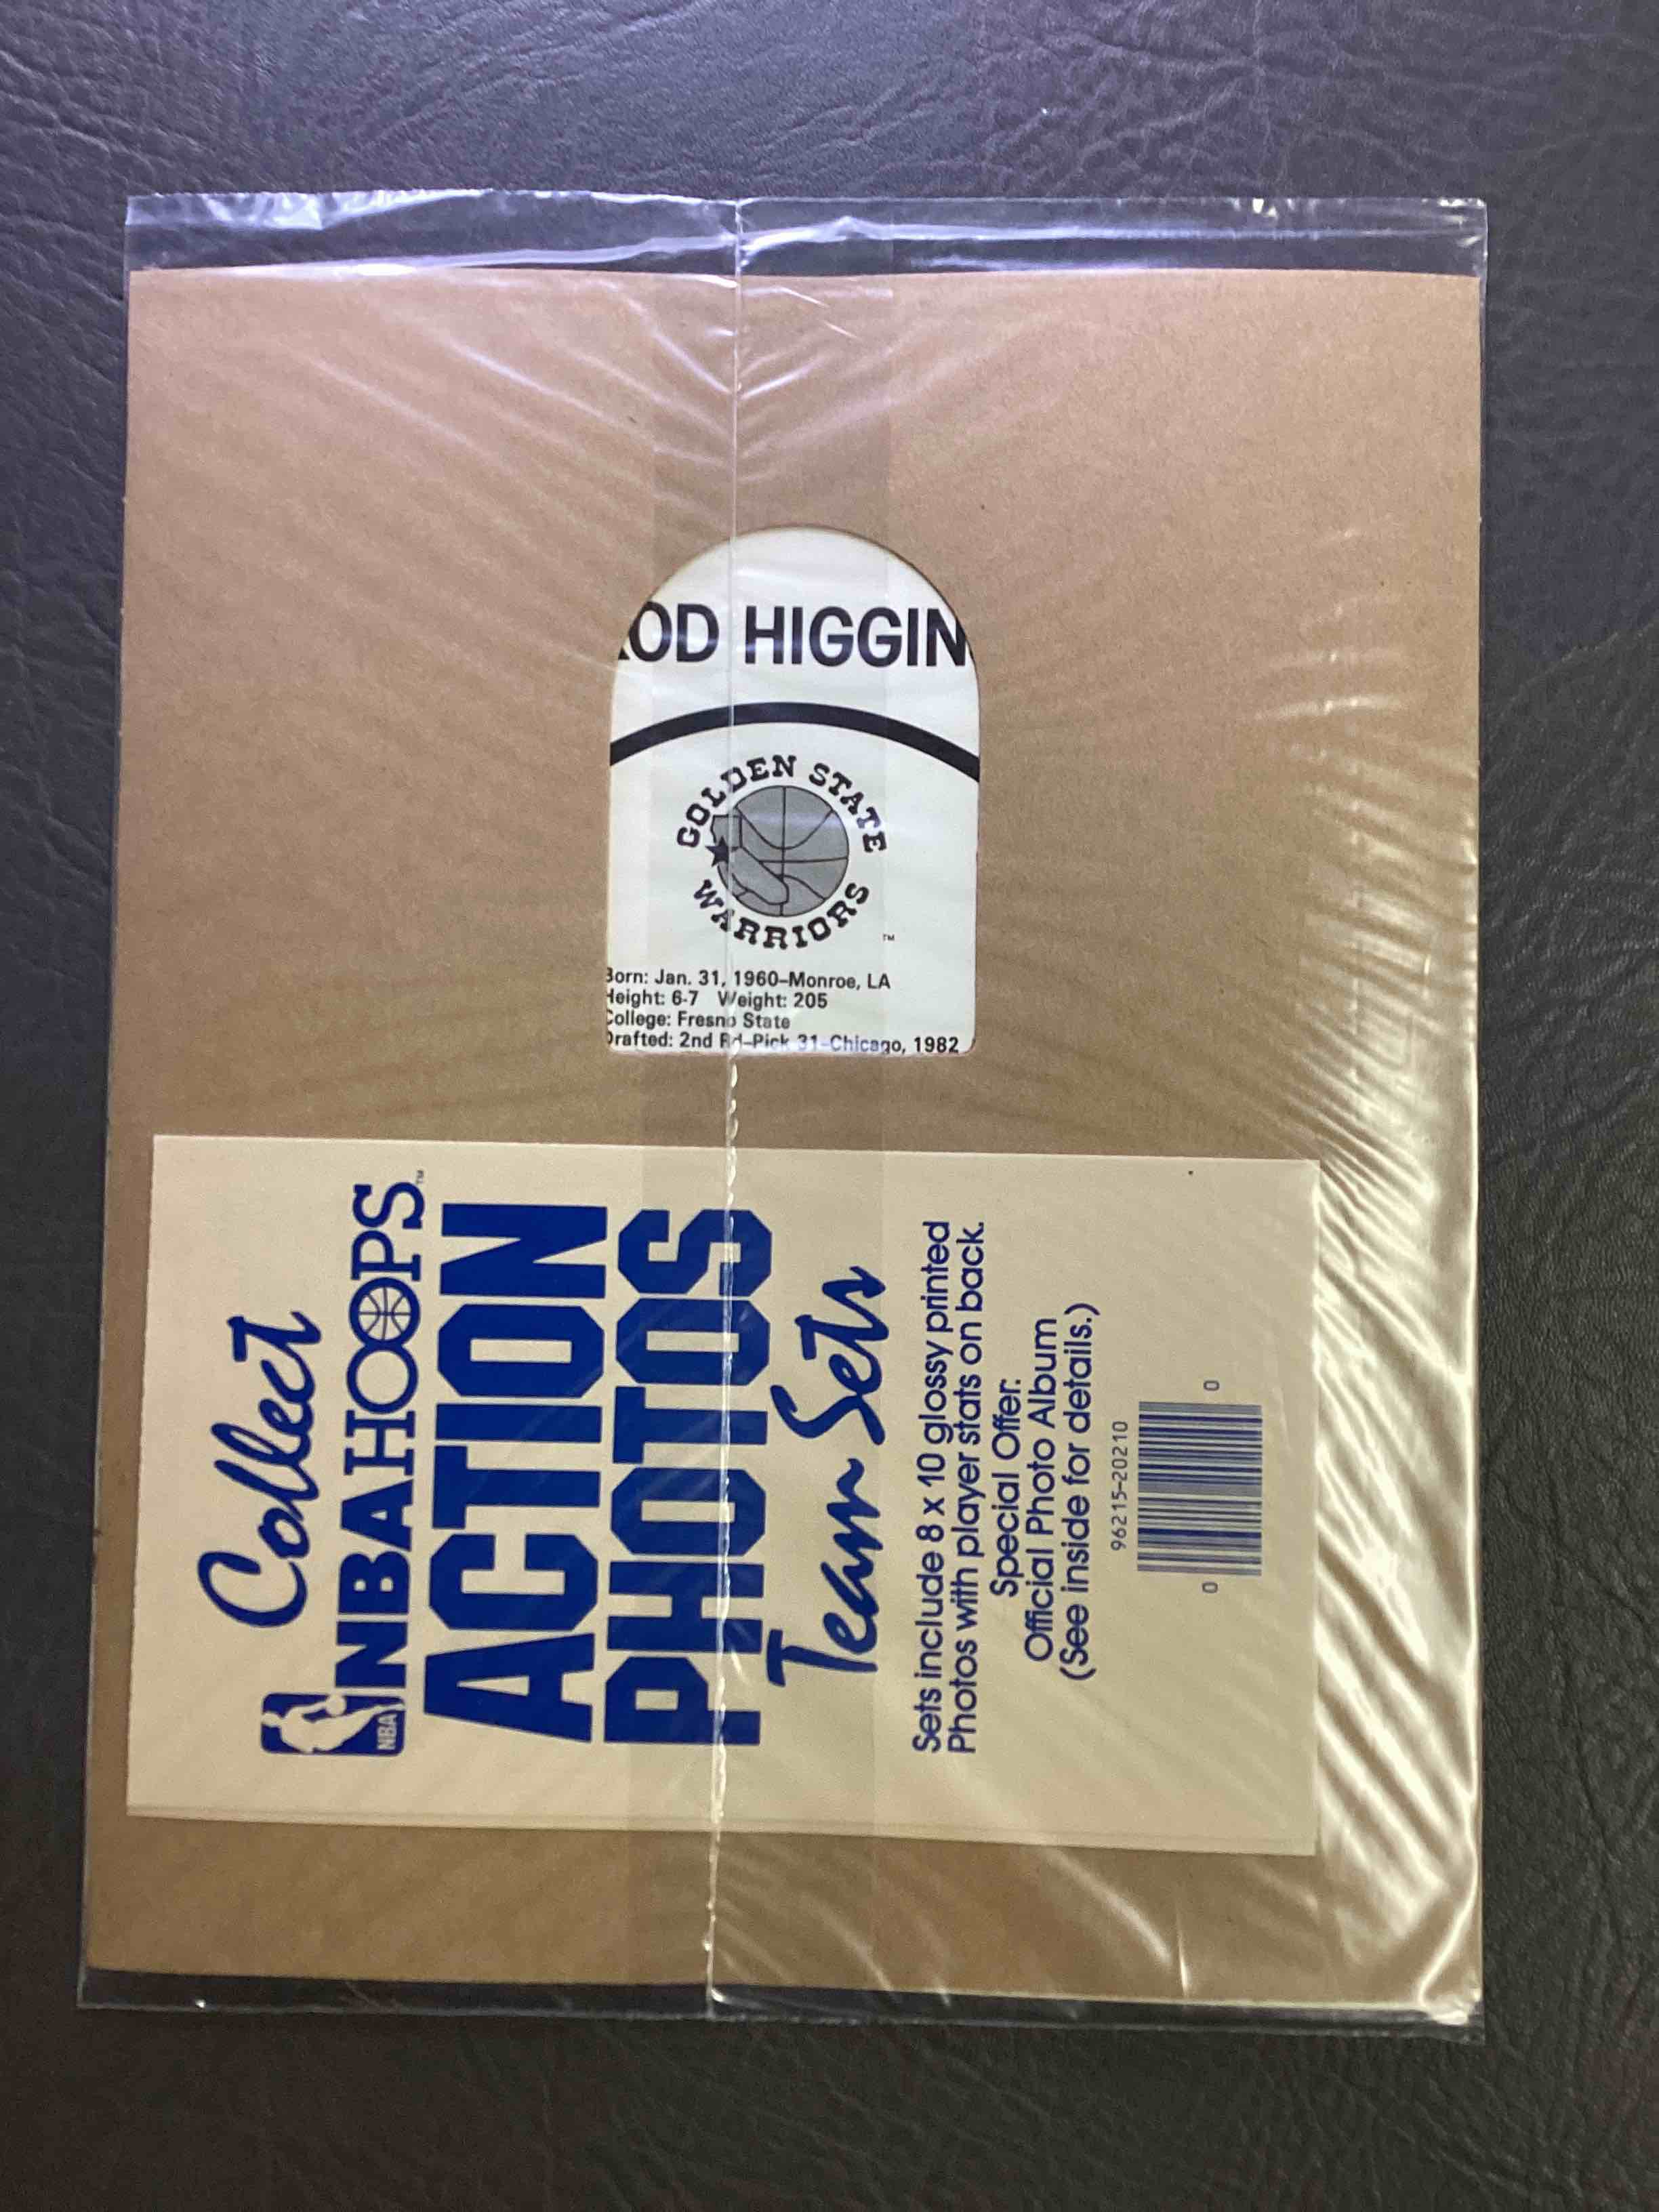 OD HIGGIN
GOLDEN STATE
WARRIORS
TM
Born: Jan. 31, 1960–Monroe, LA
Height: 6-7 Weight: 205
College: Fresno State
Drafted: 2nd Rd–Pick 31–Chicago, 1982
Collect
NBA
NBA HOOPS™
ACTION
PHOTOS
Team Sets
Sets include 8 x 10 glossy printed
Photos with player stats on back.
Special Offer:
Official Photo Album
(See inside for details.)
96215-20210
0 0